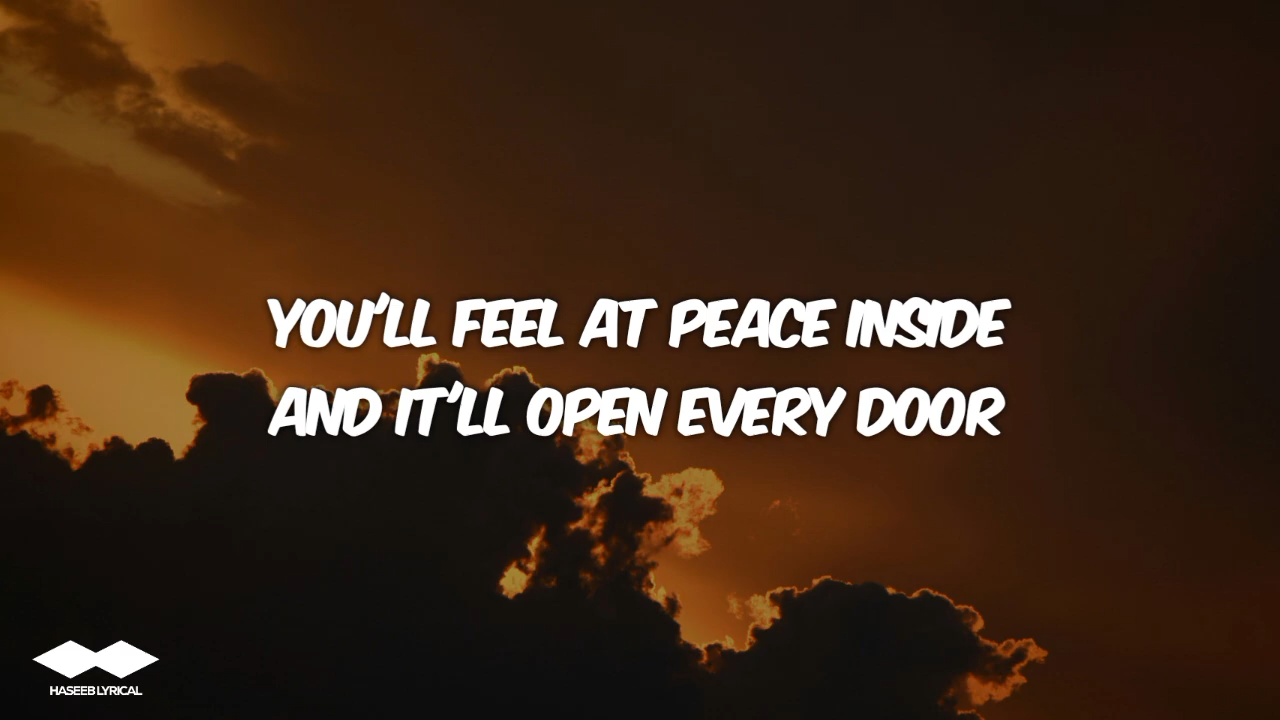 YOU'LL FEEL AT PEACE INSIDE
AND IT'LL OPEN EVERY DOOR
HASEEB LYRICAL